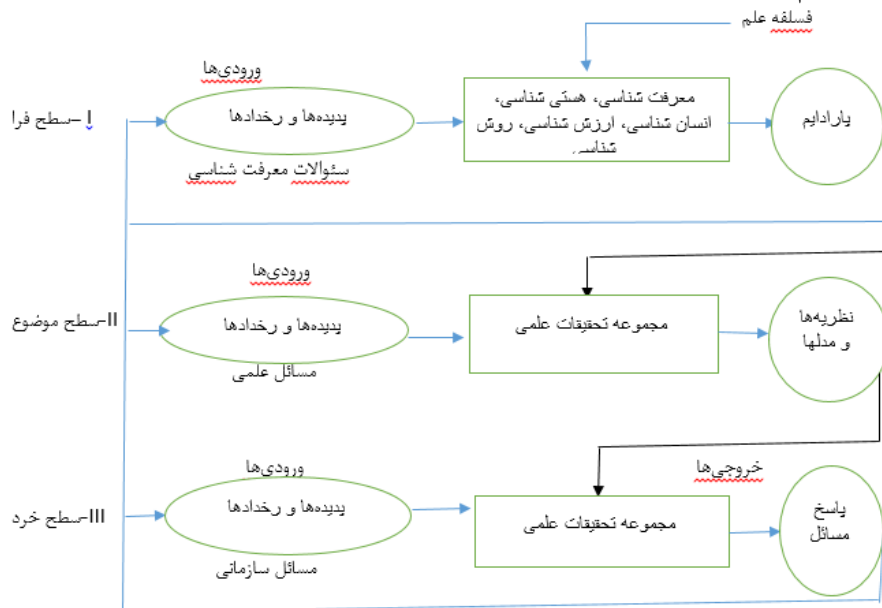 فسلفه علم
ورودی‌ها
I –سطح فرا
پدیده‌ها و رخدادها
معرفت شناسی، هستی شناسی،
انسان شناسی، ارزش شناسی، روش
شناسی
پارادایم
سئوالات معرفت شناسی
ورودی‌ها
II-سطح موضوع
پدیده‌ها و رخدادها
مجموعه تحقیقات علمی
نظریه‌ها
و مدلها
مسائل علمی
ورودی‌ها
خروجی‌ها
III-سطح خرد
پدیده‌ها و رخدادها
مجموعه تحقیقات علمی
پاسخ
مسائل
مسائل سازمانی